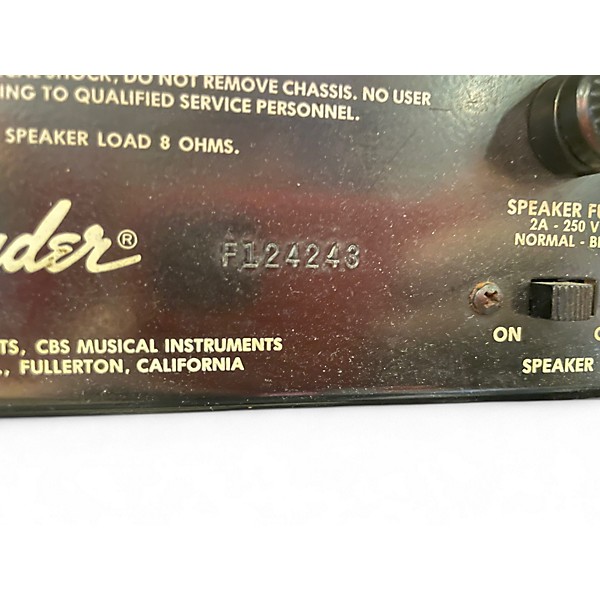 SHOCK, DO NOT REMOVE CHASSIS. NO USER
TO QUALIFIED SERVICE PERSONNEL.
SPEAKER LOAD 8 OHMS.
SPEAKER
2A - 250 V
NORMAL -
®
F124243
ON
CBS MUSICAL INSTRUMENTS
FULLERTON, CALIFORNIA
SPEAKER